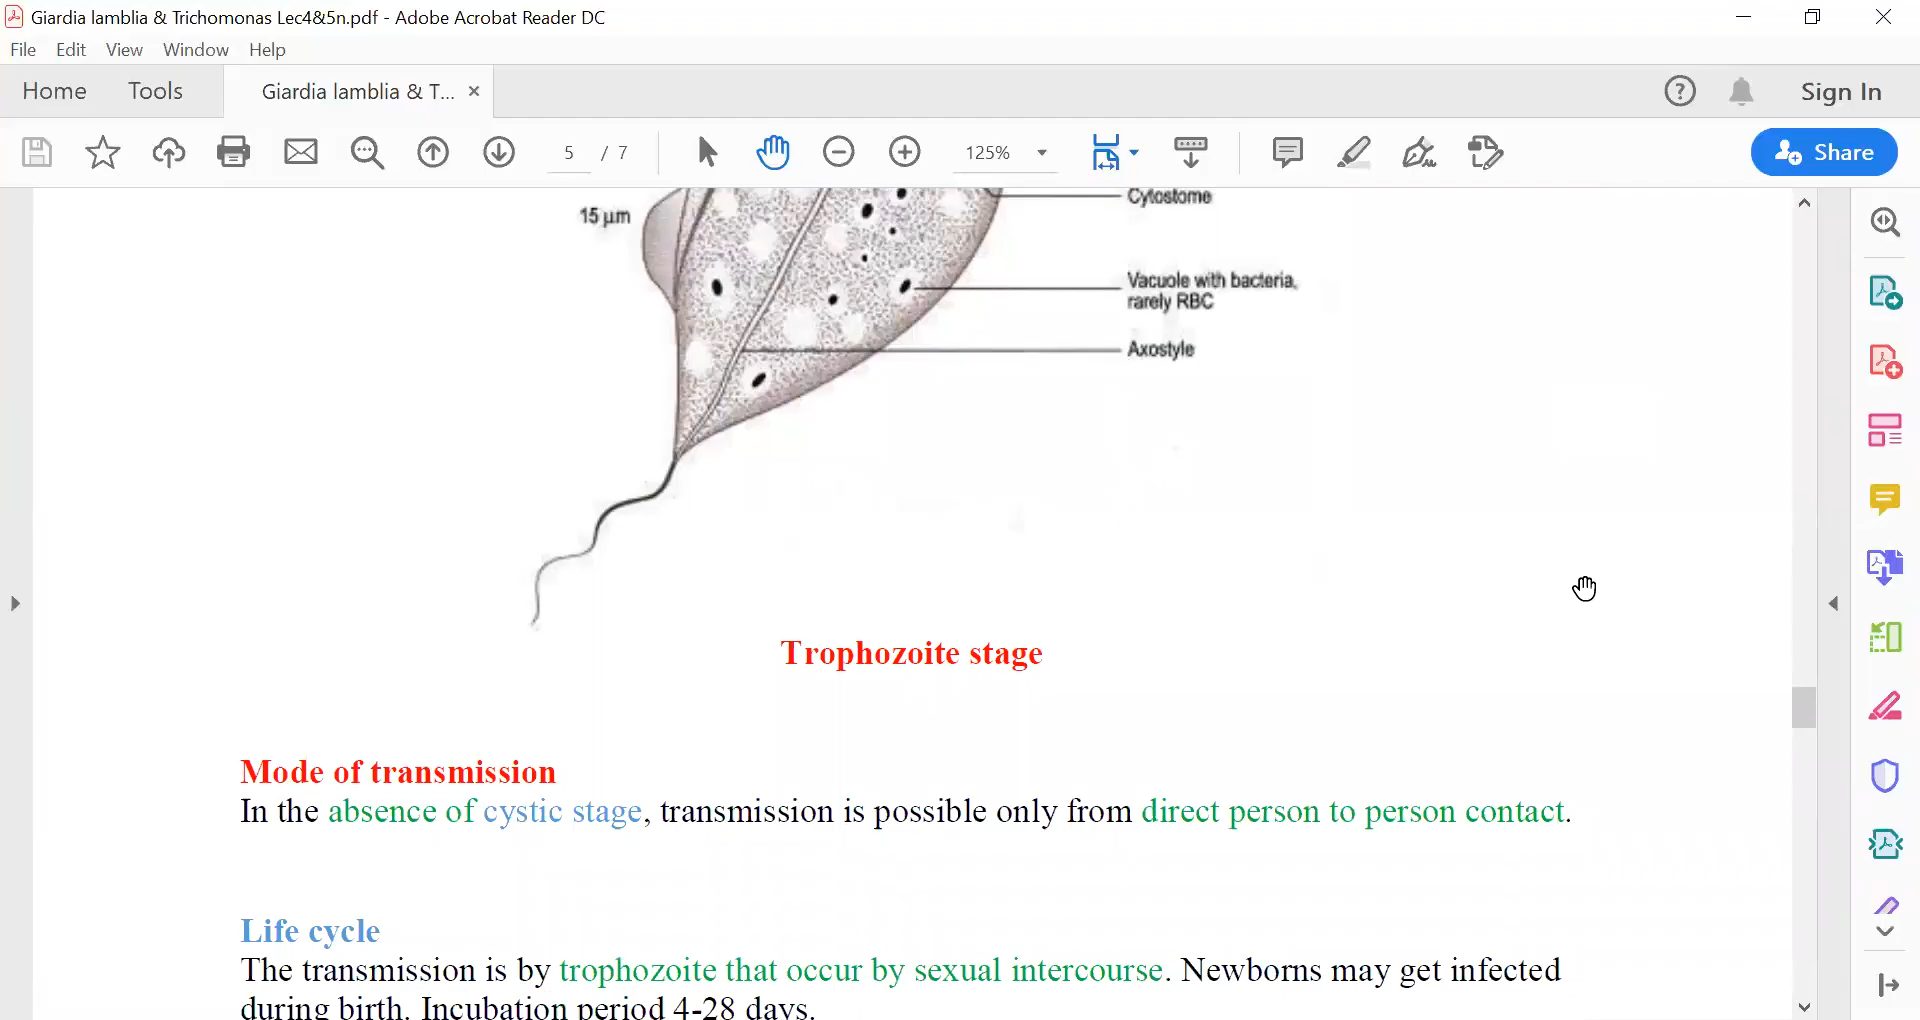 Giardia lamblia & Trichomonas Lec4&5n.pdf - Adobe Acrobat Reader DC
File Edit View Window Help
Home Tools Giardia lamblia & T... Sign In
5 / 7 125% Share
Cytostome
15 µm
Vacuole with bacteria,
rarely RBC
Axostyle
Trophozoite stage
Mode of transmission
In the absence of cystic stage, transmission is possible only from direct person to person contact.
Life cycle
The transmission is by trophozoite that occur by sexual intercourse. Newborns may get infected
during birth. Incubation period 4-28 days.